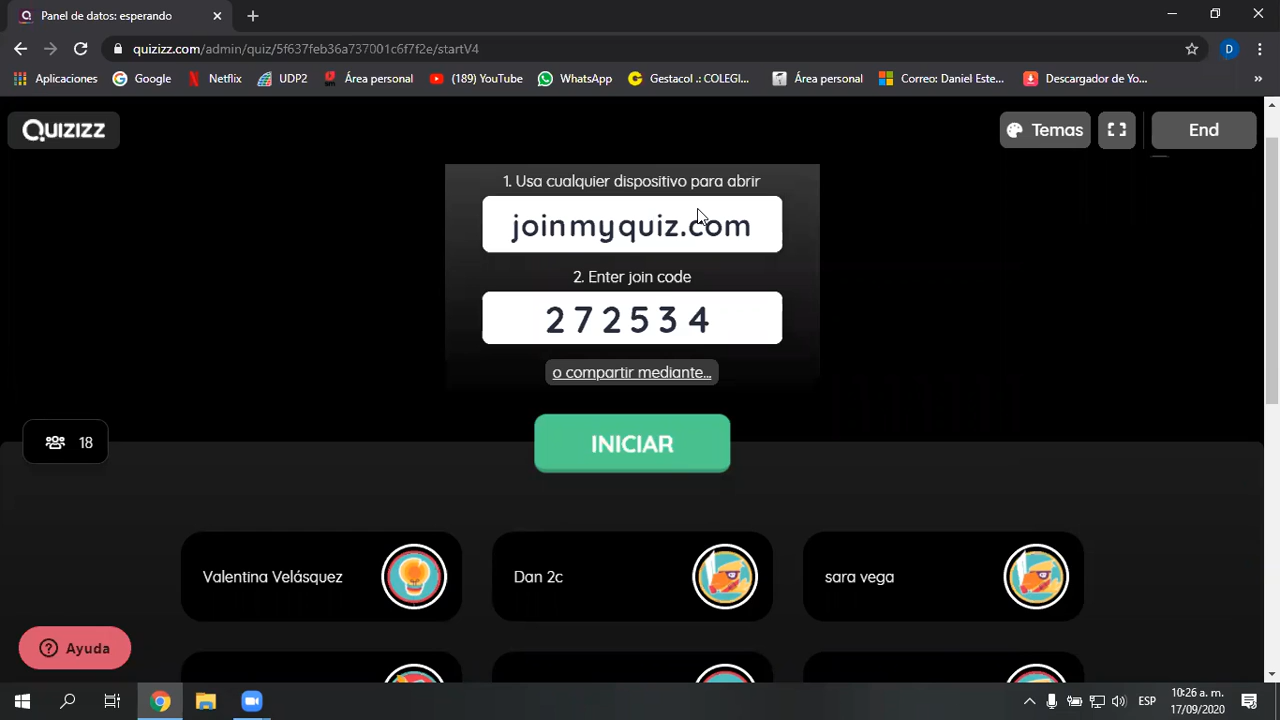 Panel de datos: esperando
quizizz.com/admin/quiz/5f637feb36a737001c6f7f2e/startV4
D
Aplicaciones
Google
Netflix
UDP2
Área personal
(189) YouTube
WhatsApp
Gestacol .: COLEGI...
Área personal
Correo: Daniel Este...
Descargador de Yo...
»
Quizizz
Temas
End
1. Usa cualquier dispositivo para abrir
joinmyquiz.com
2. Enter join code
272534
o compartir mediante...
18
INICIAR
Valentina Velásquez
Dan 2c
sara vega
Ayuda
ESP
10:26 a. m.
17/09/2020